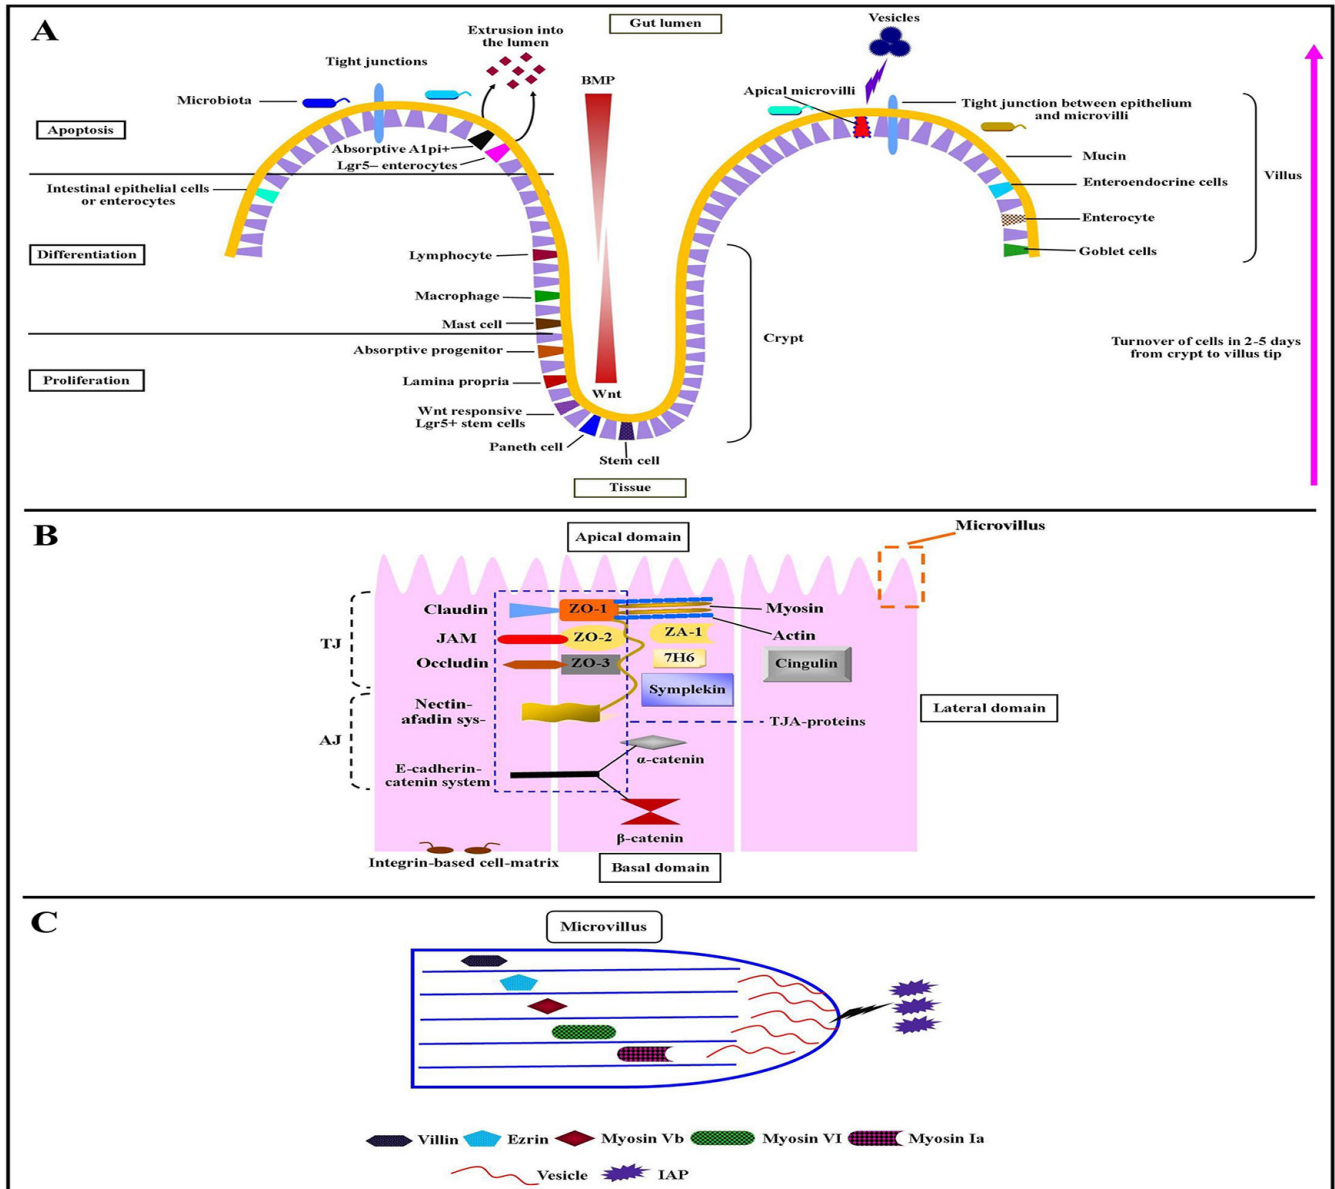 A
Gut lumen
Vesicles
Extrusion into
the lumen
Tight junctions
BMP
Microbiota
Apical microvilli
Tight junction between epithelium
and microvilli
Apoptosis
Absorptive A1pi+
Lgr5– enterocytes
Mucin
Intestinal epithelial cells
or enterocytes
Enteroendocrine cells
Villus
Enterocyte
Differentiation
Lymphocyte
Goblet cells
Macrophage
Mast cell
Crypt
Turnover of cells in 2-5 days
from crypt to villus tip
Absorptive progenitor
Proliferation
Lamina propria
Wnt
Wnt responsive
Lgr5+ stem cells
Paneth cell
Stem cell
Tissue
B
Apical domain
Microvillus
Claudin
ZO-1
Myosin
TJ
JAM
ZO-2
ZA-1
Actin
Occludin
ZO-3
7H6
Cingulin
Symplekin
Nectin-
afadin sys-
Lateral domain
TJA-proteins
AJ
α-catenin
E-cadherin-
catenin system
β-catenin
Integrin-based cell-matrix
Basal domain
C
Microvillus
Villin
Ezrin
Myosin Vb
Myosin VI
Myosin Ia
Vesicle
IAP